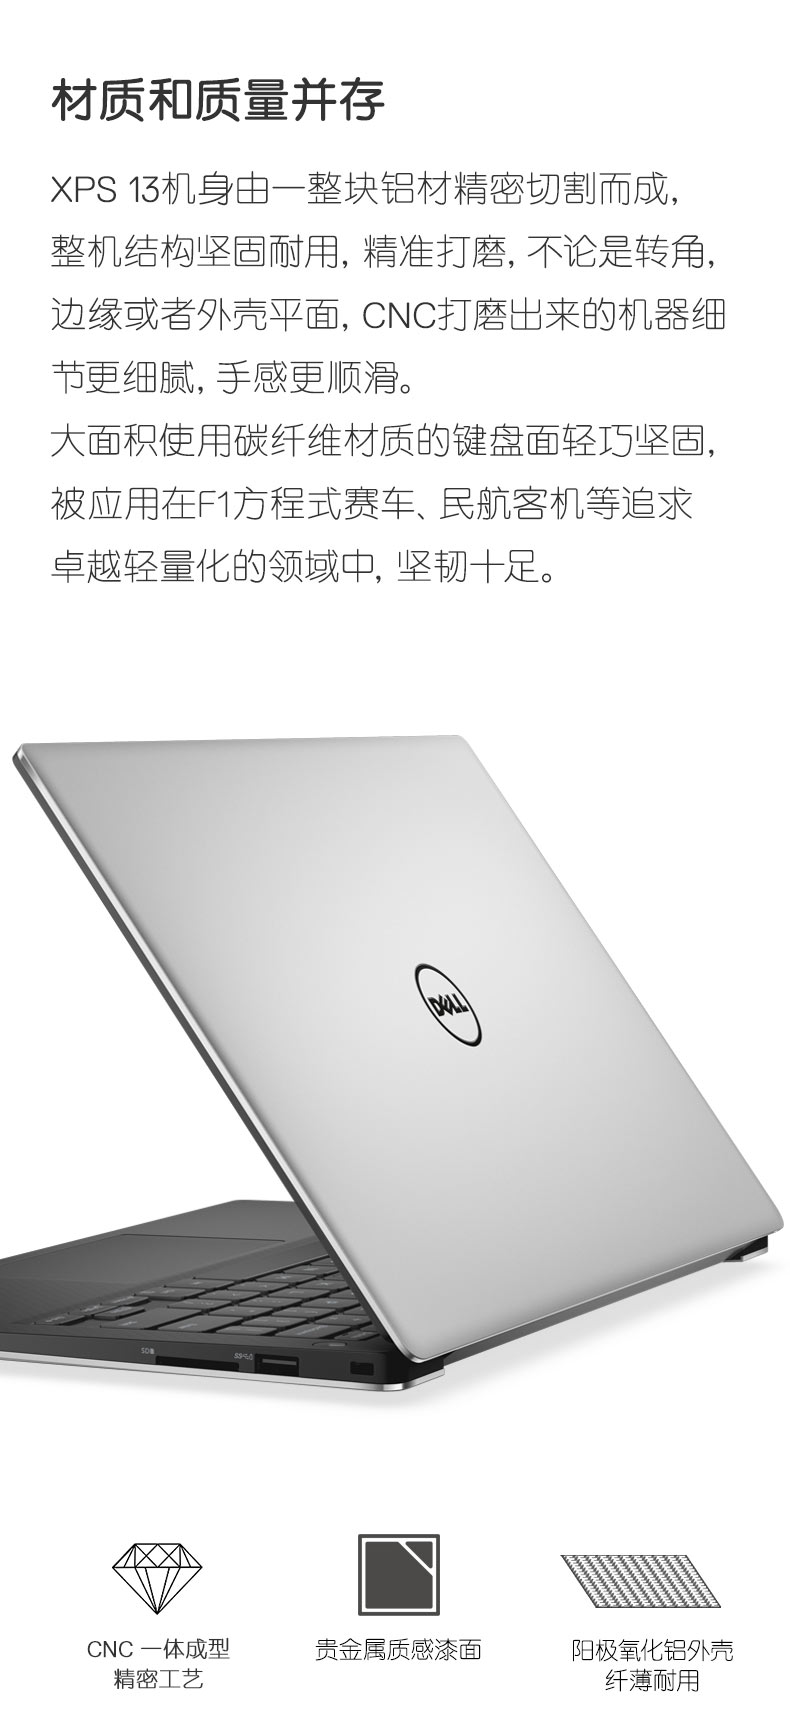 材质和质量并存
XPS 13机身由一整块铝材精密切割而成,
整机结构坚固耐用, 精准打磨, 不论是转角,
边缘或者外壳平面, CNC打磨出来的机器细
节更细腻, 手感更顺滑。
大面积使用碳纤维材质的键盘面轻巧坚固,
被应用在F1方程式赛车、民航客机等追求
卓越轻量化的领域中, 坚韧十足。
DELL
SD
CNC 一体成型
精密工艺
贵金属质感漆面
阳极氧化铝外壳
纤薄耐用